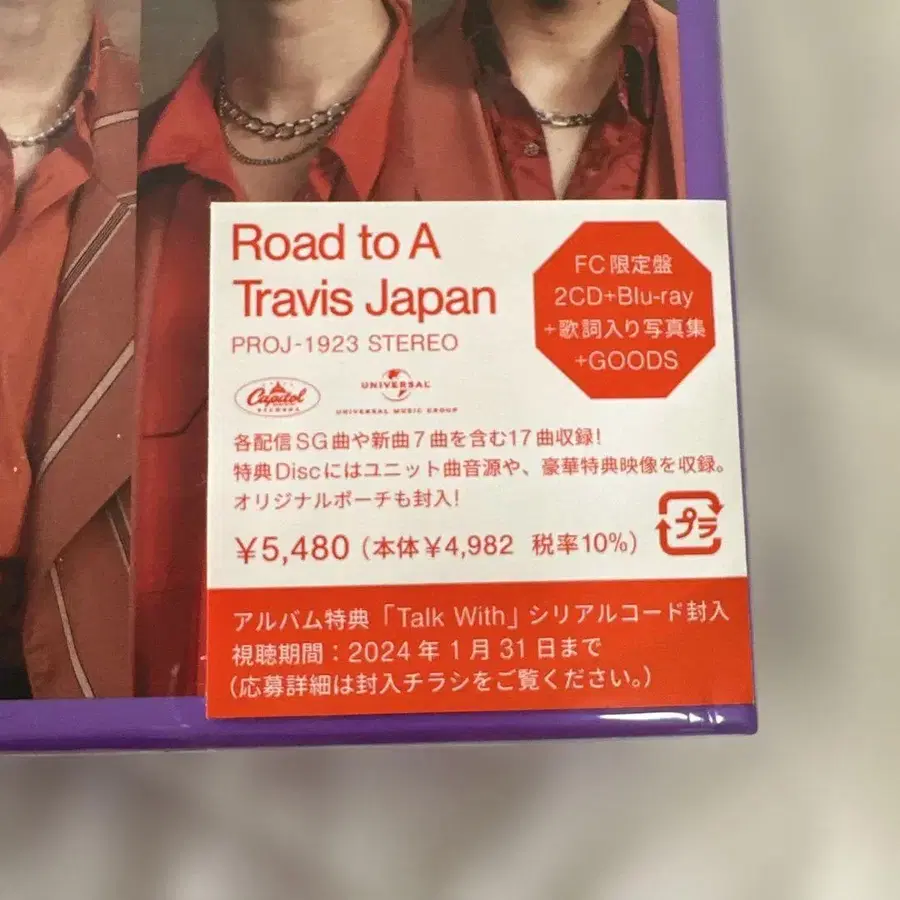 Road to A
Travis Japan
PROJ-1923 STEREO
FC限定盤
2CD+Blu-ray
+歌詞入り写真集
+GOODS
Capitol
RECORDS
UNIVERSAL
UNIVERSAL MUSIC GROUP
各配信SG曲や新曲7曲を含む17曲収録!
特典Discにはユニット曲音源や、豪華特典映像を収録。
オリジナルポーチも封入!
¥5,480(本体¥4,982 税率10%)
プラ
アルバム特典「Talk With」シリアルコード封入
視聴期間:2024年1月31日まで
(応募詳細は封入チラシをご覧ください。)